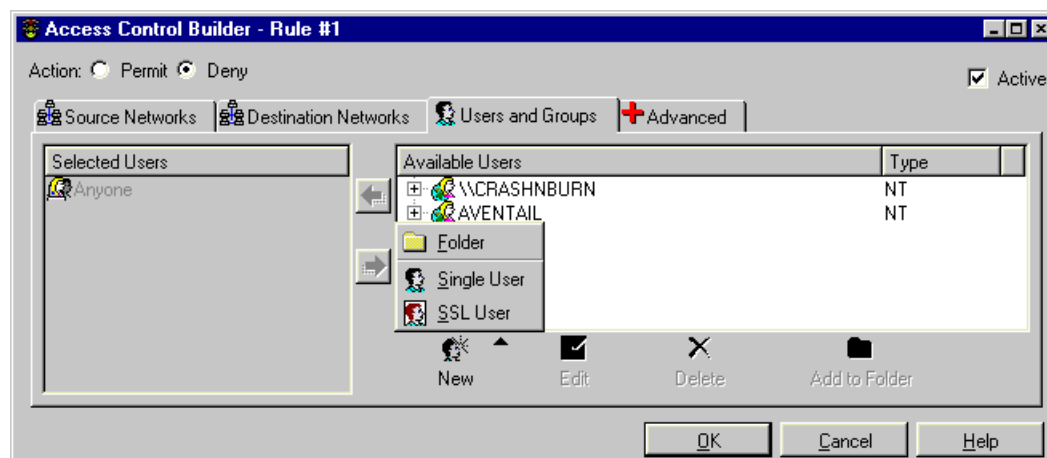 Access Control Builder - Rule #1
Action: Permit Deny
Active
Source Networks Destination Networks Users and Groups Advanced
Selected Users Available Users Type
Anyone \\CRASHNBURN NT
AVENTAIL NT
Folder
Single User
SSL User
New Edit Delete Add to Folder
OK Cancel Help